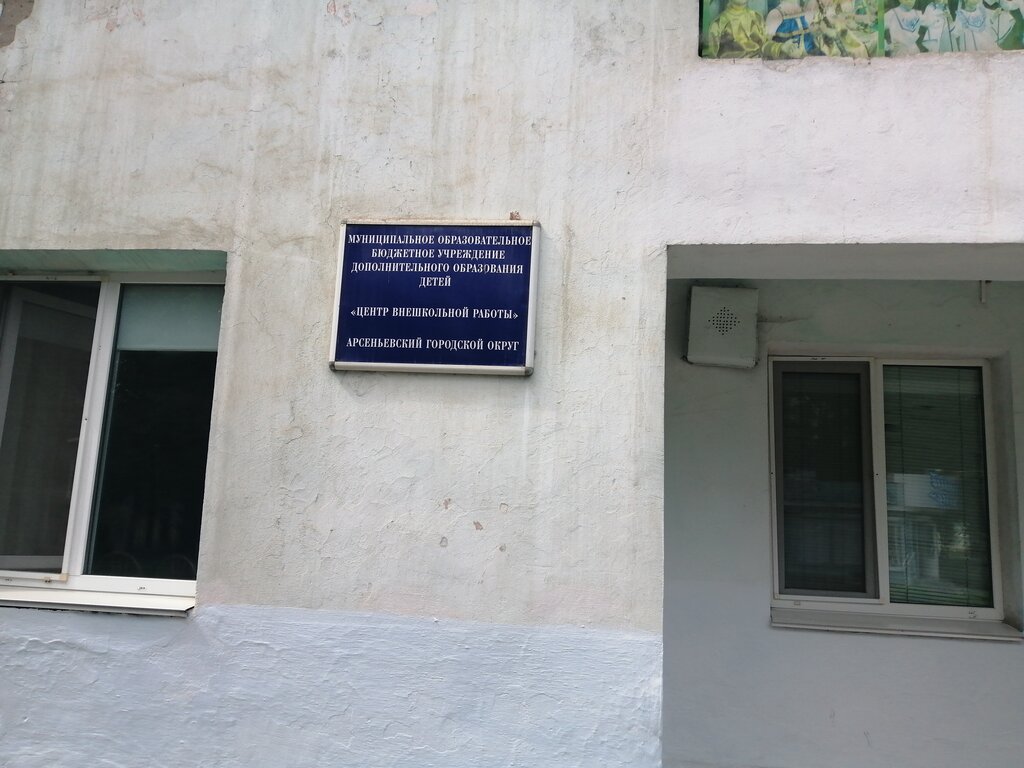 МУНИЦИПАЛЬНОЕ ОБРАЗОВАТЕЛЬНОЕ
БЮДЖЕТНОЕ УЧРЕЖДЕНИЕ
ДОПОЛНИТЕЛЬНОГО ОБРАЗОВАНИЯ
ДЕТЕЙ
«ЦЕНТР ВНЕШКОЛЬНОЙ РАБОТЫ»
АРСЕНЬЕВСКИЙ ГОРОДСКОЙ ОКРУГ